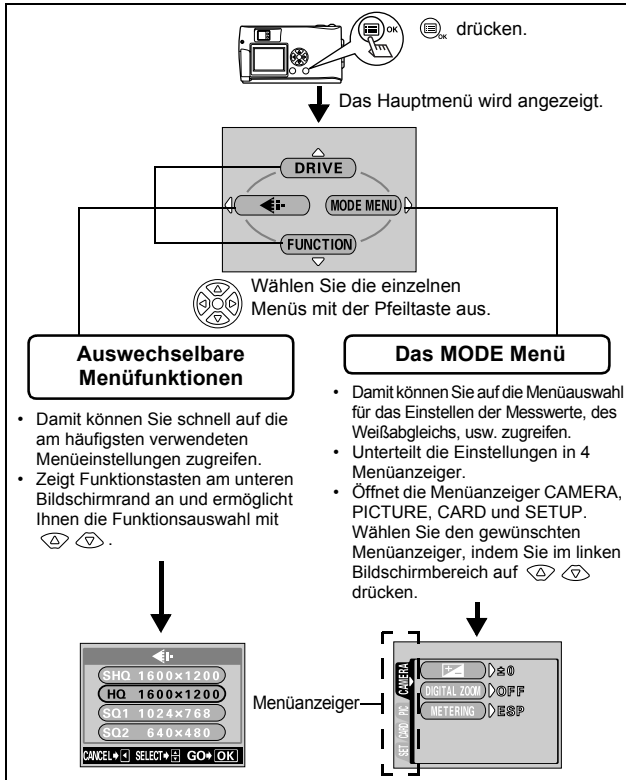 OK
OK drücken.
Das Hauptmenü wird angezeigt.
DRIVE
MODE MENU
FUNCTION
Wählen Sie die einzelnen
Menüs mit der Pfeiltaste aus.
Auswechselbare
Menüfunktionen
• Damit können Sie schnell auf die
am häufigsten verwendeten
Menüeinstellungen zugreifen.
• Zeigt Funktionstasten am unteren
Bildschirmrand an und ermöglicht
Ihnen die Funktionsauswahl mit
.
Das MODE Menü
• Damit können Sie auf die Menüauswahl
für das Einstellen der Messwerte, des
Weißabgleichs, usw. zugreifen.
• Unterteilt die Einstellungen in 4
Menüanzeiger.
• Öffnet die Menüanzeiger CAMERA,
PICTURE, CARD und SETUP.
Wählen Sie den gewünschten
Menüanzeiger, indem Sie im linken
Bildschirmbereich auf
drücken.
SHQ 1600×1200
HQ 1600×1200
SQ1 1024×768
SQ2 640×480
CANCEL SELECT GO OK
Menüanzeiger
CAMERA
PIC
CARD
SET
±0
DIGITAL ZOOM OFF
METERING ESP